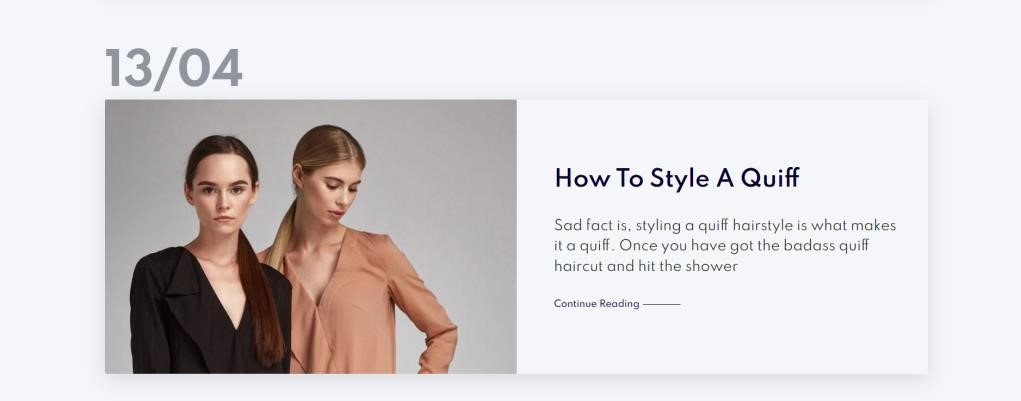 13/04
How To Style A Quiff
Sad fact is, styling a quiff hairstyle is what makes
it a quiff. Once you have got the badass quiff
haircut and hit the shower
Continue Reading